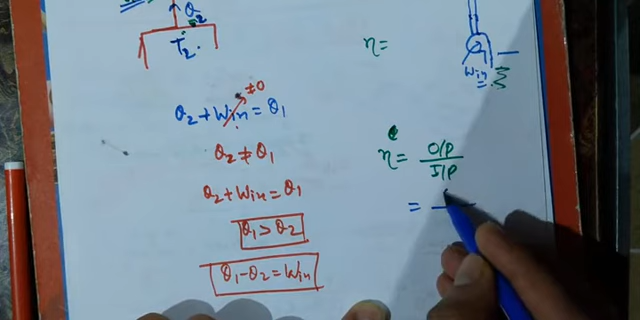 Q₂
T₂.
η=
Win
=
Q₂ + Win = Q₁
≠0
Q₂ ≠ Q₁
Q₂ + Win = Q₁
Q₁ > Q₂
Q₁ - Q₂ = Win
η = O/P
I/P
=